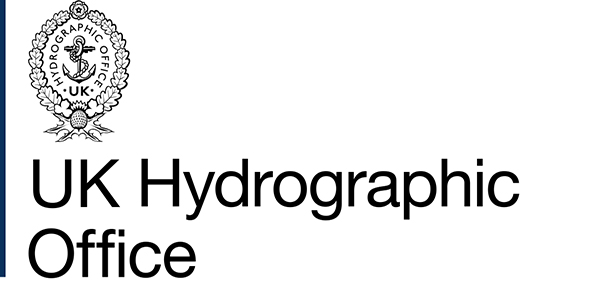 HYDROGRAPHIC OFFICE
· UK ·
UK Hydrographic
Office